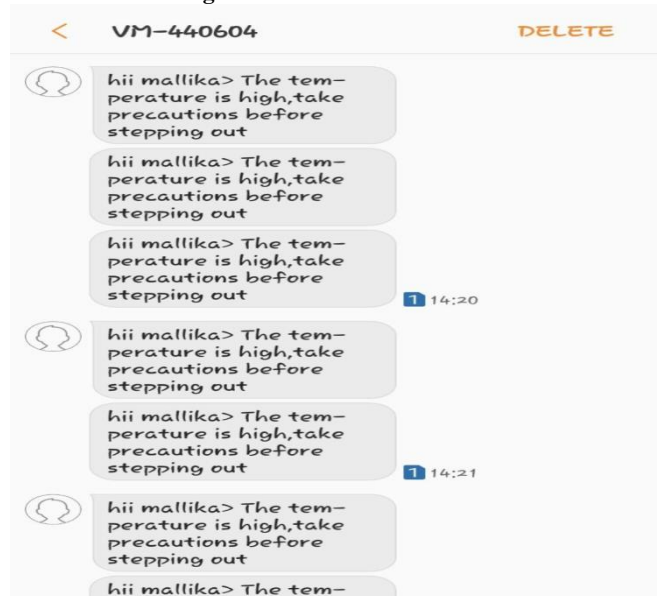 < VM-440604 DELETE
hii mallika> The tem-
perature is high,take
precautions before
stepping out
hii mallika> The tem-
perature is high,take
precautions before
stepping out
hii mallika> The tem-
perature is high,take
precautions before
stepping out
1 14:20
hii mallika> The tem-
perature is high,take
precautions before
stepping out
hii mallika> The tem-
perature is high,take
precautions before
stepping out
1 14:21
hii mallika> The tem-
perature is high,take
precautions before
stepping out
hii mallika> The tem-